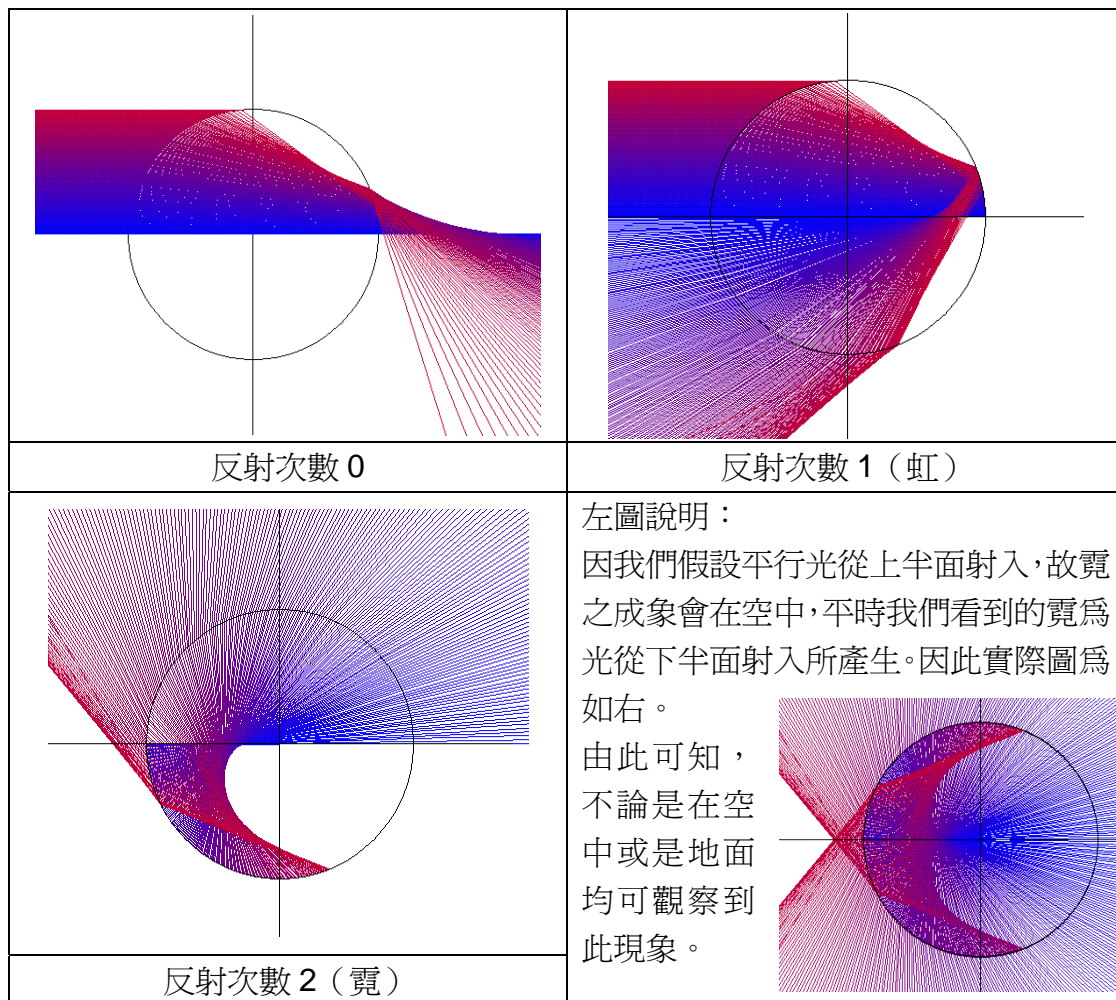 反射次數 0
反射次數 1（虹）
左圖說明：
因我們假設平行光從上半面射入，故霓
之成象會在空中，平時我們看到的霓為
光從下半面射入所產生。因此實際圖為
如右。
由此可知，
不論是在空
中或是地面
均可觀察到
此現象。
反射次數 2（霓）